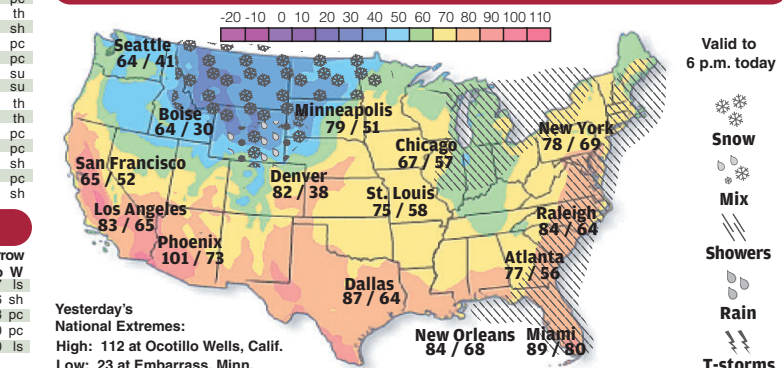 pc
th
sh
pc
pc
su
su
th
th
pc
pc
sh
pc
sh
rrow
W
ls
sh
pc
pc
ls
-20 -10 0 10 20 30 40 50 60 70 80 90 100 110
Seattle
64 / 41
Boise
64 / 30
Minneapolis
79 / 51
Chicago
67 / 57
New York
78 / 69
San Francisco
65 / 52
Denver
82 / 38
St. Louis
75 / 58
Los Angeles
83 / 65
Raleigh
84 / 64
Phoenix
101 / 73
Atlanta
77 / 56
Dallas
87 / 64
New Orleans
84 / 68
Miami
89 / 80
Yesterday's
National Extremes:
High: 112 at Ocotillo Wells, Calif.
Low: 23 at Embarrass, Minn.
Valid to
6 p.m. today
Snow
Mix
Showers
Rain
T-storms